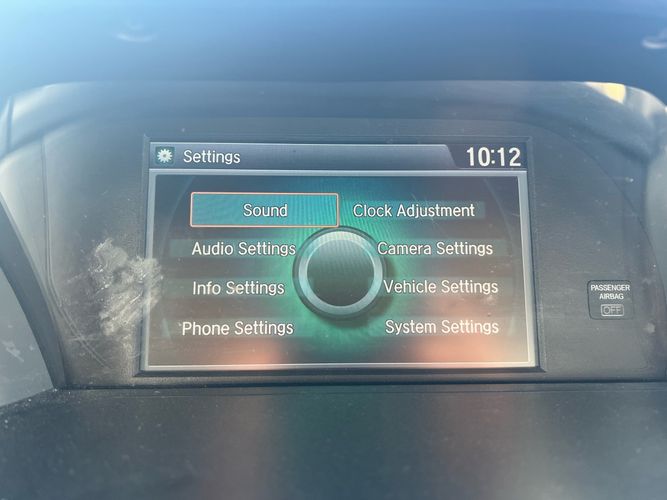 Settings
10:12
Sound
Clock Adjustment
Audio Settings
Camera Settings
Info Settings
Vehicle Settings
Phone Settings
System Settings
PASSENGER
AIRBAG
OFF